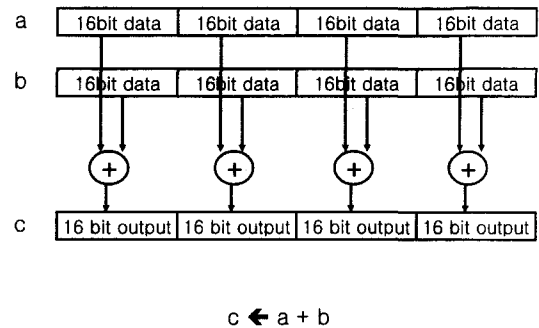 a 16bit data 16bit data 16bit data 16bit data
b 16bit data 16bit data 16bit data 16bit data
+ + + +
c 16 bit output 16 bit output 16 bit output 16 bit output
c ← a + b